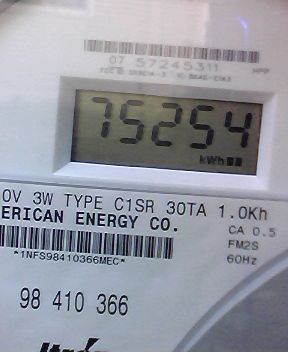 07 57245311
75254
kWh
0V 3W TYPE C1SR 30TA 1.0Kh
ERICAN ENERGY CO.
CA 0.5
FM2S
60Hz
*1NFS98410366MEC*
98 410 366